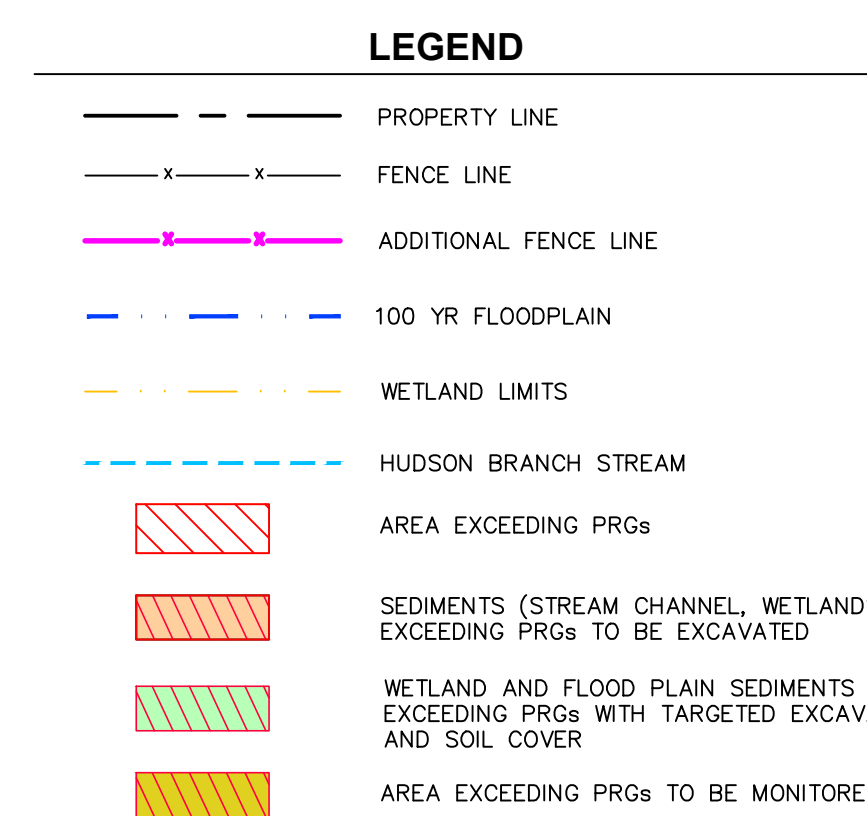 LEGEND
PROPERTY LINE
x x
FENCE LINE
x x
ADDITIONAL FENCE LINE
100 YR FLOODPLAIN
WETLAND LIMITS
HUDSON BRANCH STREAM
AREA EXCEEDING PRGs
SEDIMENTS (STREAM CHANNEL, WETLAND
EXCEEDING PRGs TO BE EXCAVATED
WETLAND AND FLOOD PLAIN SEDIMENTS
EXCEEDING PRGs WITH TARGETED EXCAV
AND SOIL COVER
AREA EXCEEDING PRGs TO BE MONITORE